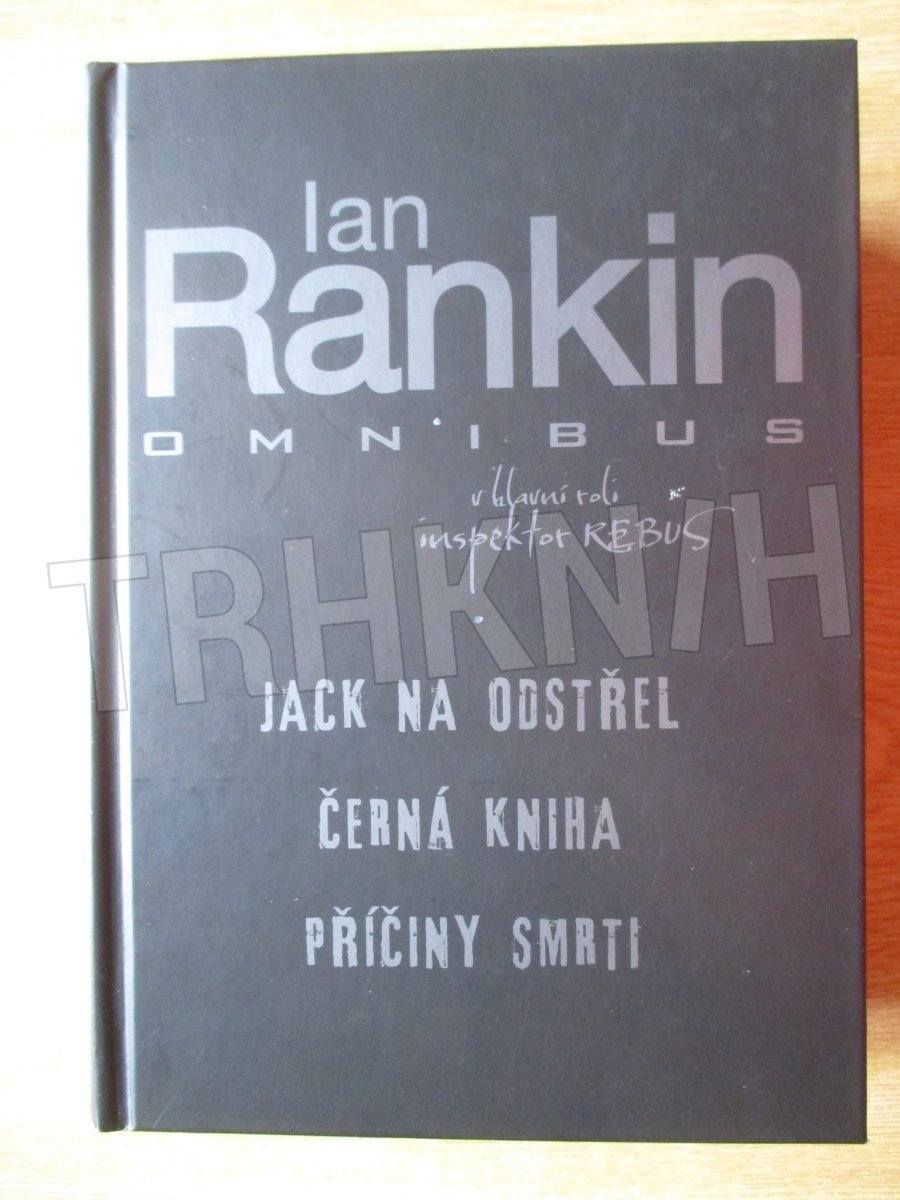 Ian
Rankin
OMNIBUS
v hlavní roli
inspektor REBUS
TRHKNIH
JACK NA ODSTŘEL
ČERNÁ KNIHA
PŘÍČINY SMRTI